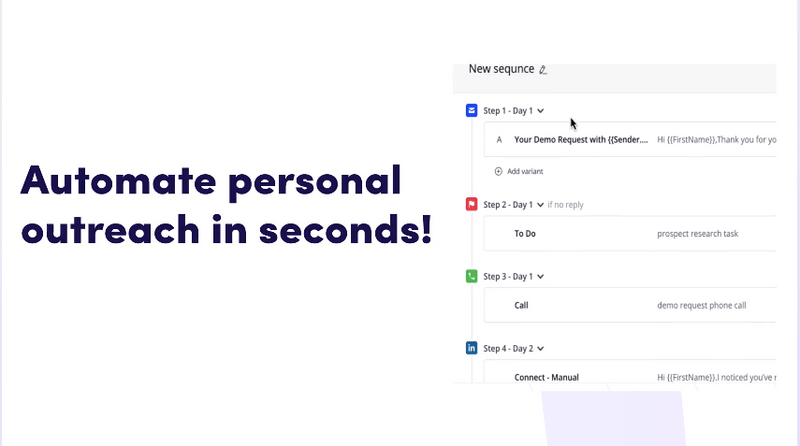 Automate personal
outreach in seconds!
New sequnce
Step 1 - Day 1
A Your Demo Request with {{Sender.... Hi {{FirstName}},Thank you for yo
Add variant
Step 2 - Day 1 if no reply
To Do prospect research task
Step 3 - Day 1
Call demo request phone call
in Step 4 - Day 2
Connect - Manual Hi {{FirstName}},I noticed you've r